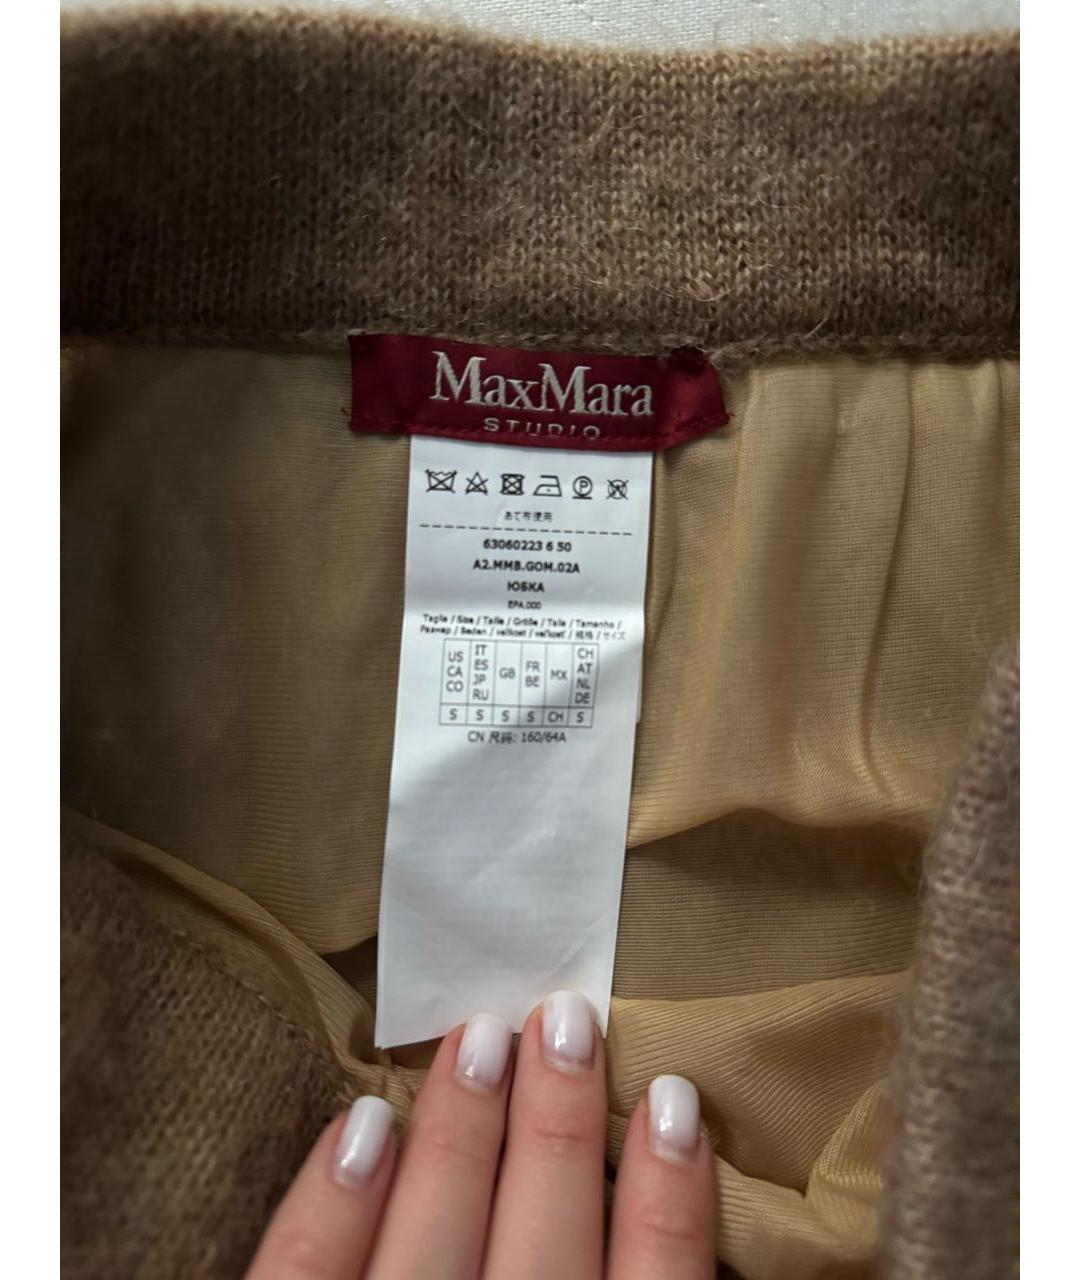 MaxMara
STUDIO
P
W
あて布使用
63060223 6 50
A2.MMB.GOM.02A
ЮБКА
EPA.000
Taglia / Size / Taille / Größe / Talla / Tamanho /
Размер / Beden / velikost / veľkosť / 規格 / サイズ
US CA CO IT ES JP RU GB FR BE MX CH AT NL DE
S S S S CH S
CN 尺码: 160/64A